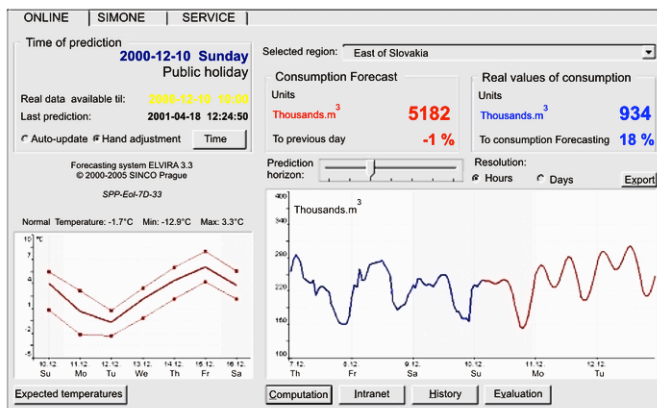 ONLINE SIMONE SERVICE
Time of prediction
2000-12-10 Sunday
Public holiday
Real data available til: 2000-12-10 10:00
Last prediction: 2001-04-18 12:24:50
Auto-update Hand adjustment Time
Forecasting system ELVIRA 3.3
© 2000-2005 SINCO Prague
SPP-Eol-7D-33
Normal Temperature: -1.7°C Min: -12.9°C Max: 3.3°C
Selected region: East of Slovakia
Consumption Forecast
Units
Thousands.m³ 5182
To previous day -1 %
Real values of consumption
Units
Thousands.m³ 934
To consumption Forecasting 18 %
Prediction
horizon:
Resolution:
Hours Days Export
10 °C
7
4
1
-2
-5
10.12. 11.12. 12.12. 13.12. 14.12. 15.12. 16.12.
Su Mo Tu We Th Fr Sa
Expected temperatures
400
Thousands.m³
340
280
220
160
100
7.12. 8.12. 9.12. 10.12. 11.12. 12.12.
Th Fr Sa Su Mo Tu
Computation Intranet History Evaluation